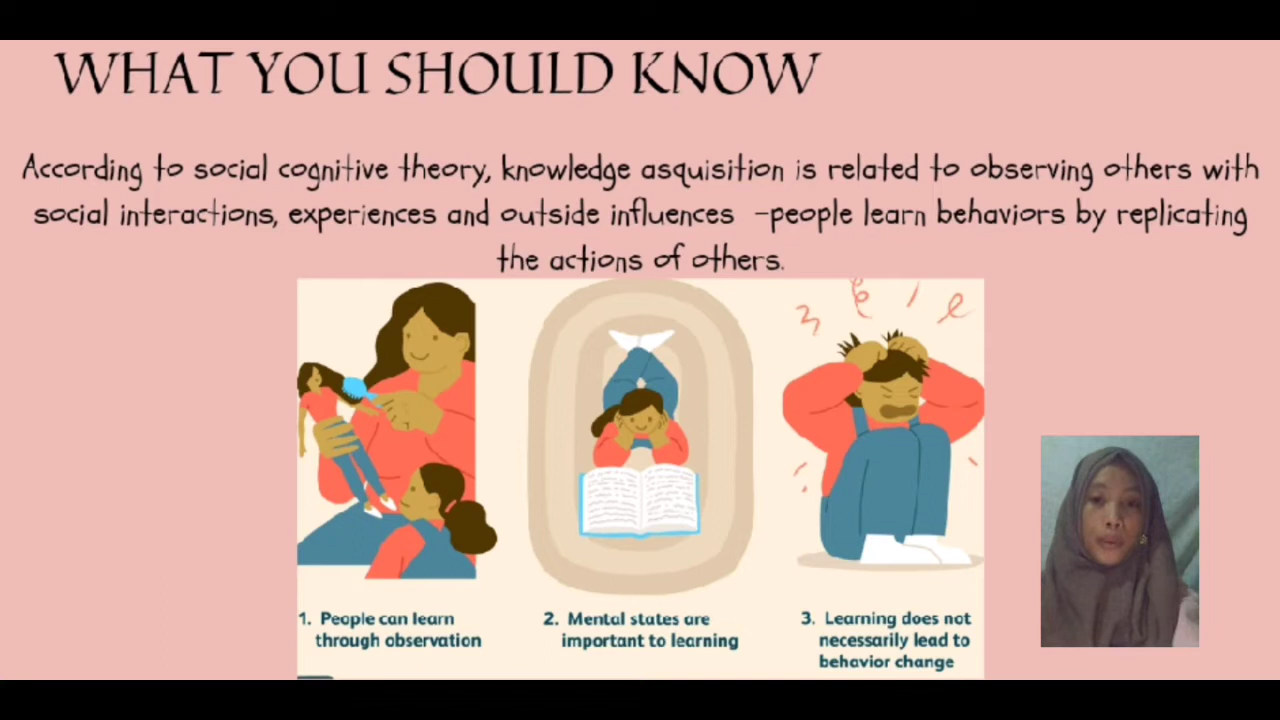 WHAT YOU SHOULD KNOW
According to social cognitive theory, knowledge asquisition is related to observing others with
social interactions, experiences and outside influences -people learn behaviors by replicating
the actions of others.
1. People can learn
through observation
2. Mental states are
important to learning
3. Learning does not
necessarily lead to
behavior change